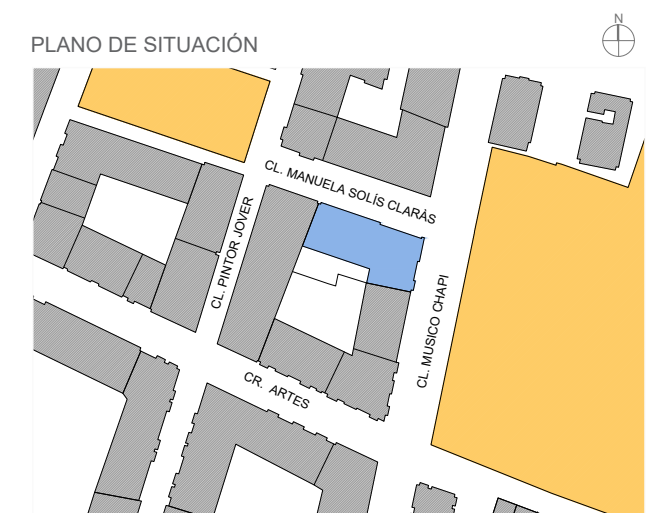 N
PLANO DE SITUACIÓN
CL. MANUELA SOLÍS CLARÀS
CL. PINTOR JOVER
CL. MUSICO CHAPI
CR. ARTES